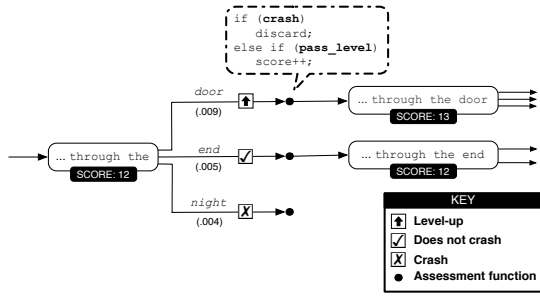 if (crash)
discard;
else if (pass_level)
score++;
door
(.009)
... through the door
SCORE: 13
... through the
SCORE: 12
end
(.005)
... through the end
SCORE: 12
night
(.004)
X
KEY
Level-up
Does not crash
X Crash
Assessment function